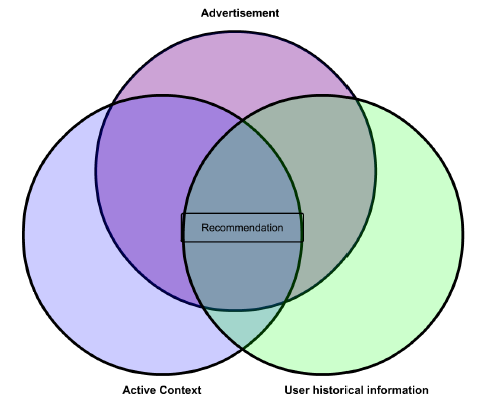 Advertisement
Recommendation
Active Context
User historical information